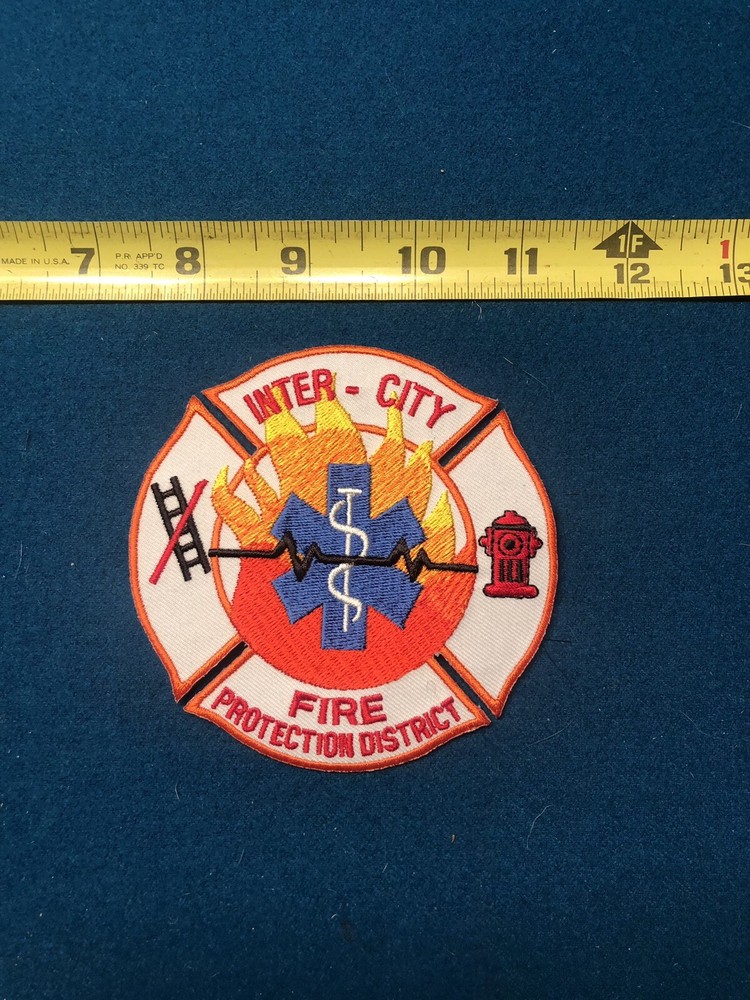 MADE IN U.S.A. 7 P.R. APP'D 8 9 10 11 1F 12 1 13
NO. 339 TC
INTER - CITY
FIRE
PROTECTION DISTRICT